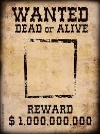 WANTED
DEAD or ALIVE
REWARD
$1,000,000,000